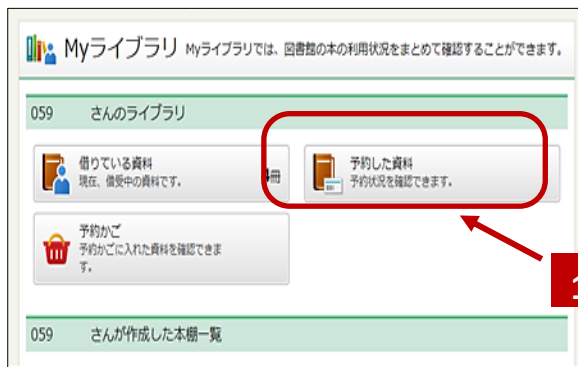 Myライブラリ Myライブラリでは、図書館の本の利用状況をまとめて確認することができます。
059 さんのライブラリ
借りている資料
現在、借受中の資料です。
冊
予約した資料
予約状況を確認できます。
予約かご
予約かごに入れた資料を確認できま
す。
1
059 さんが作成した本棚一覧